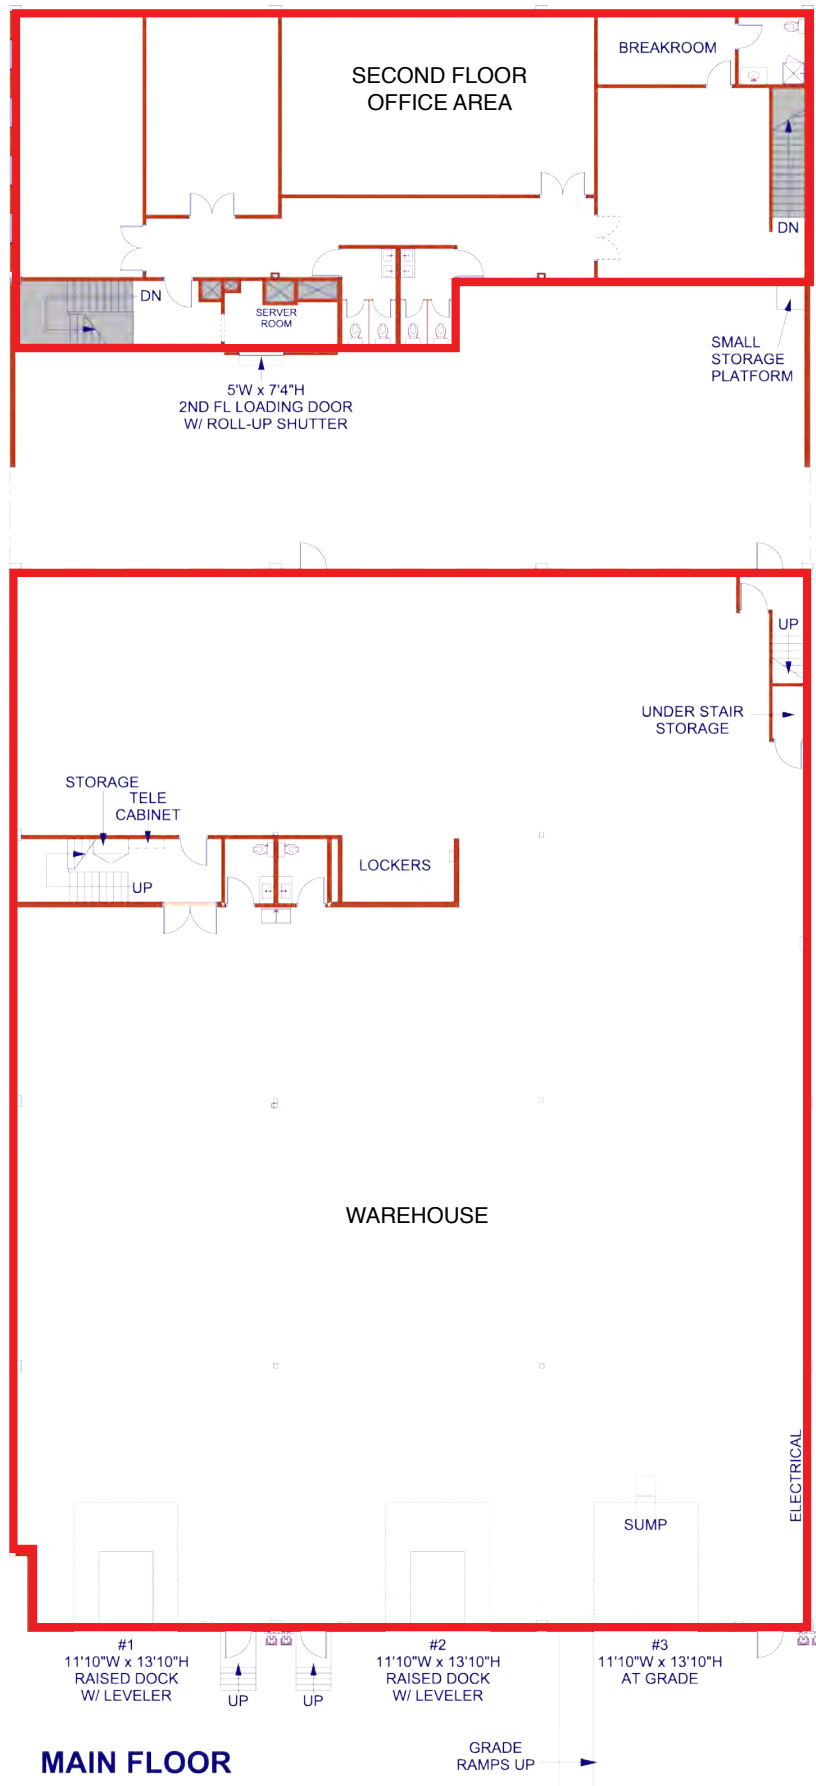 BREAKROOM
SECOND FLOOR
OFFICE AREA
DN
DN
SERVER
ROOM
SMALL
STORAGE
PLATFORM
5'W x 7'4"H
2ND FL LOADING DOOR
W/ ROLL-UP SHUTTER
UP
UNDER STAIR
STORAGE
STORAGE
TELE
CABINET
LOCKERS
UP
WAREHOUSE
ELECTRICAL
SUMP
#1
11'10"W x 13'10"H
RAISED DOCK
W/ LEVELER
UP
UP
#2
11'10"W x 13'10"H
RAISED DOCK
W/ LEVELER
#3
11'10"W x 13'10"H
AT GRADE
MAIN FLOOR
GRADE
RAMPS UP